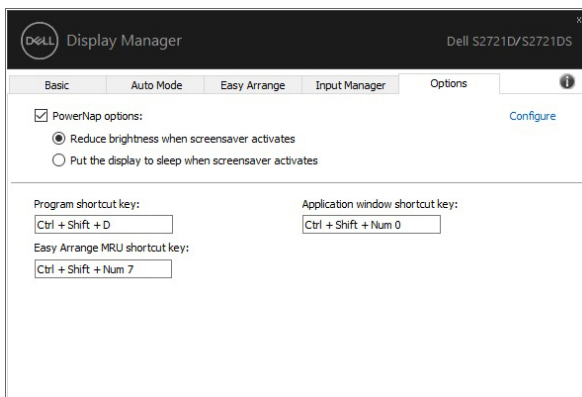 DELL Display Manager Dell S2721D/S2721DS
Basic Auto Mode Easy Arrange Input Manager Options
PowerNap options: Configure
Reduce brightness when screensaver activates
Put the display to sleep when screensaver activates
Program shortcut key: Application window shortcut key:
Ctrl + Shift + D Ctrl + Shift + Num 0
Easy Arrange MRU shortcut key:
Ctrl + Shift + Num 7